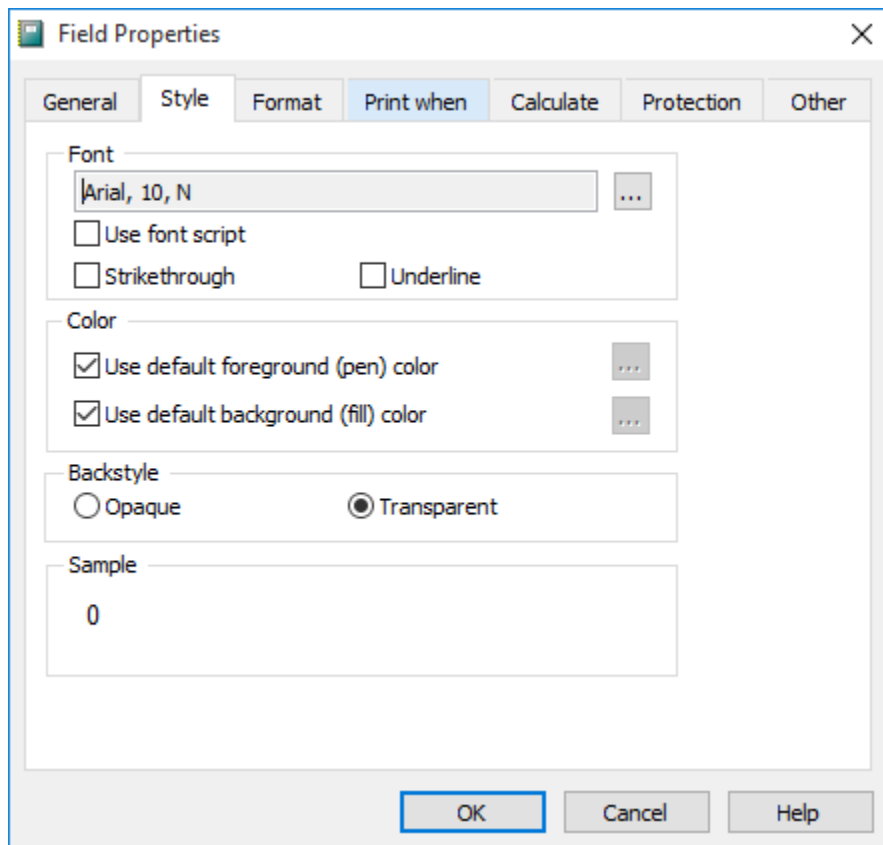 Field Properties
General Style Format Print when Calculate Protection Other
Font
Arial, 10, N
...
Use font script
Strikethrough Underline
Color
Use default foreground (pen) color ...
Use default background (fill) color ...
Backstyle
Opaque Transparent
Sample
0
OK Cancel Help